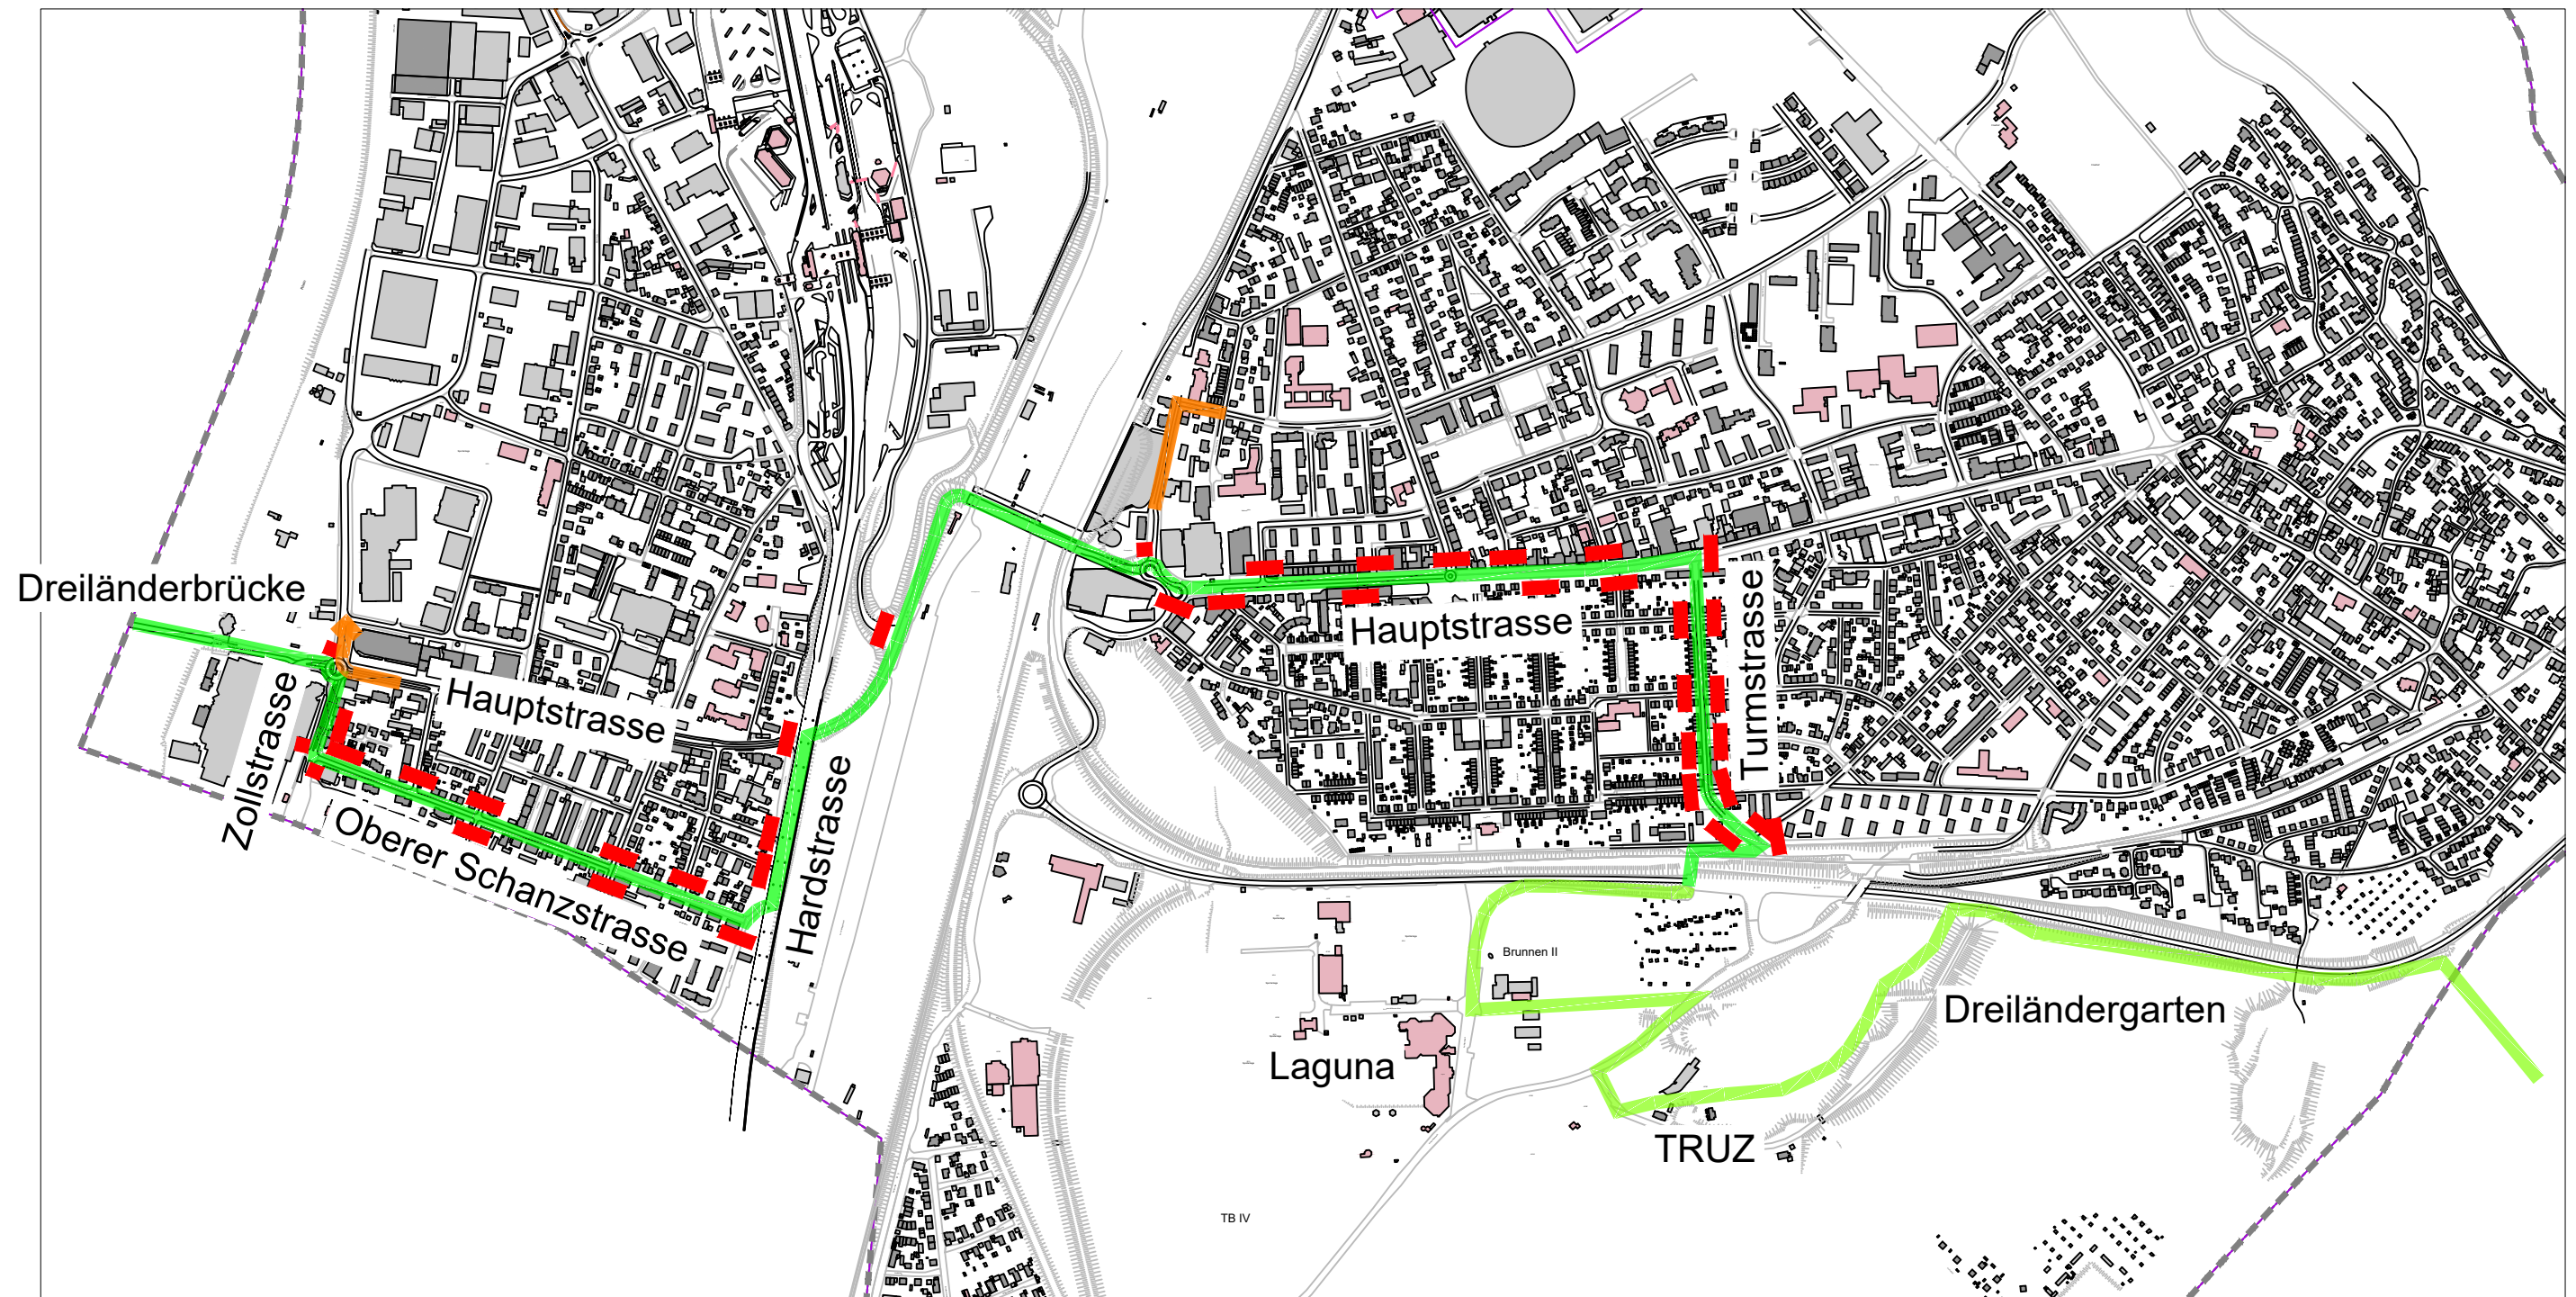 Dreiländerbrücke
Zollstrasse
Hauptstrasse
Oberer Schanzstrasse
Hardstrasse
Hauptstrasse
Turmstrasse
Brunnen II
Dreiländergarten
Laguna
TRUZ
TB IV